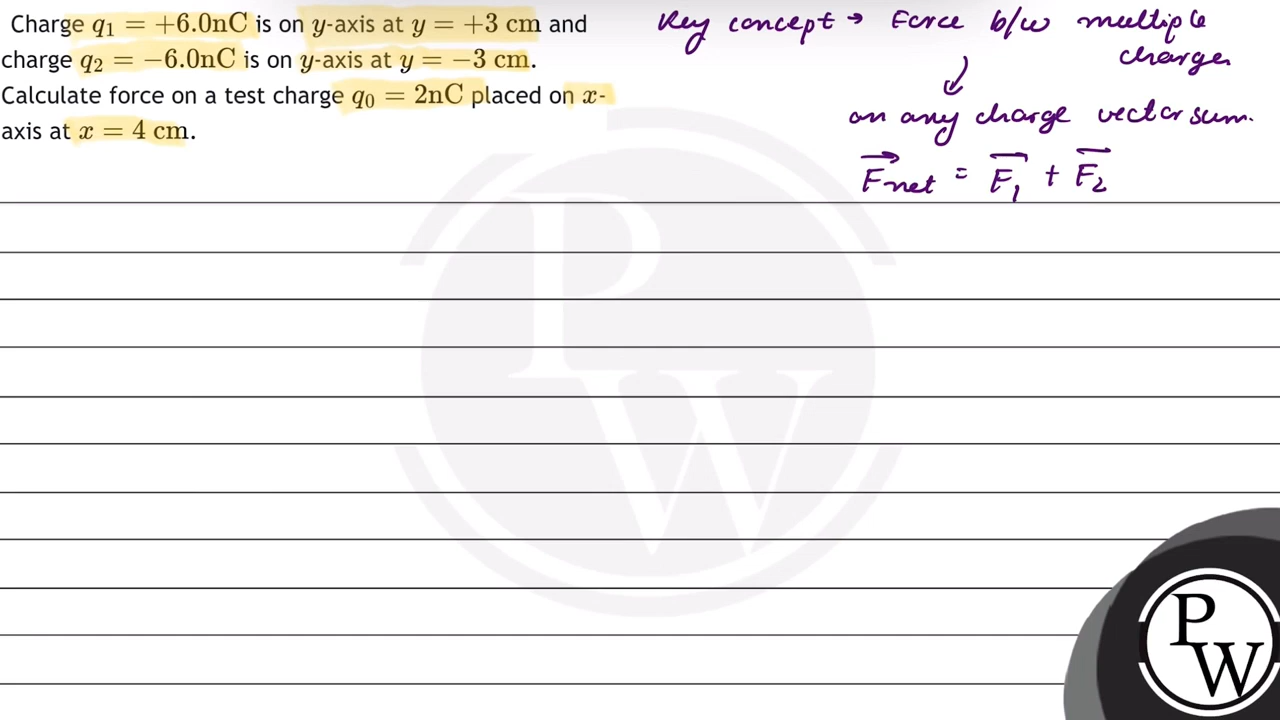 Charge q₁ = +6.0nC is on y-axis at y = +3 cm and
charge q₂ = −6.0nC is on y-axis at y = −3 cm.
Calculate force on a test charge q₀ = 2nC placed on x-
axis at x = 4 cm.
Key concept → Force b/w multiple
charges
↓
on any charge vector sum.
F⃗net = F⃗₁ + F⃗₂
PW
PW